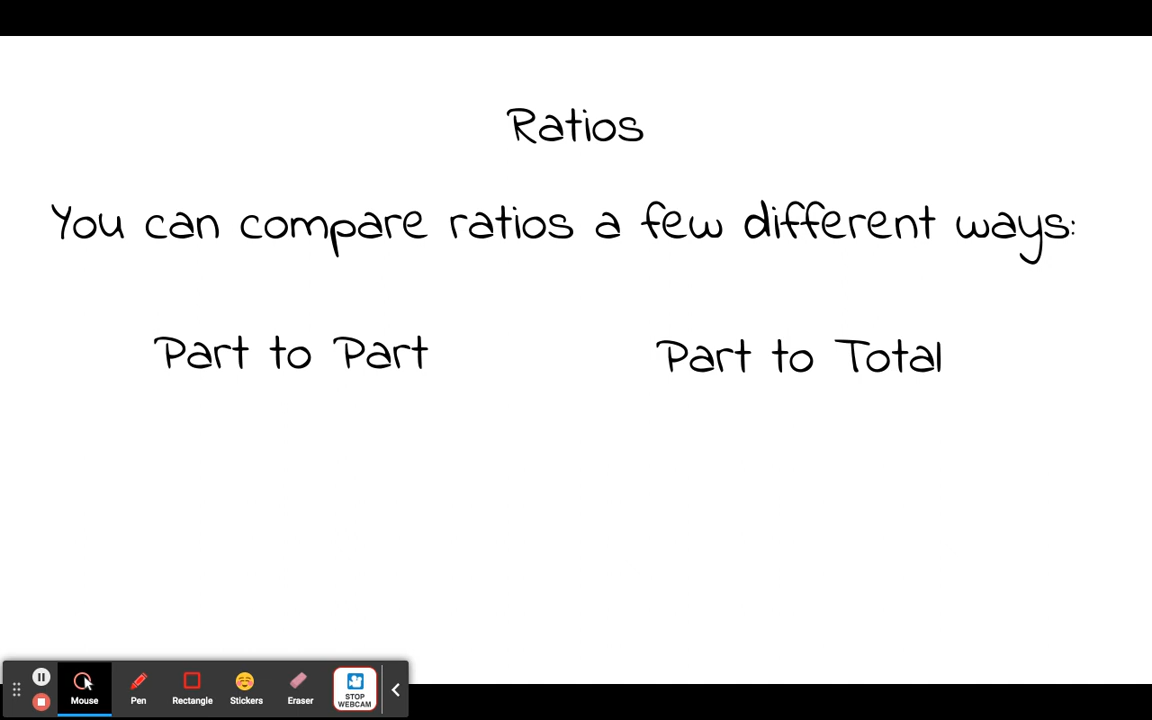 Ratios
You can compare ratios a few different ways:
Part to Part
Part to Total
Mouse
Pen
Rectangle
Stickers
Eraser
STOP
WEBCAM